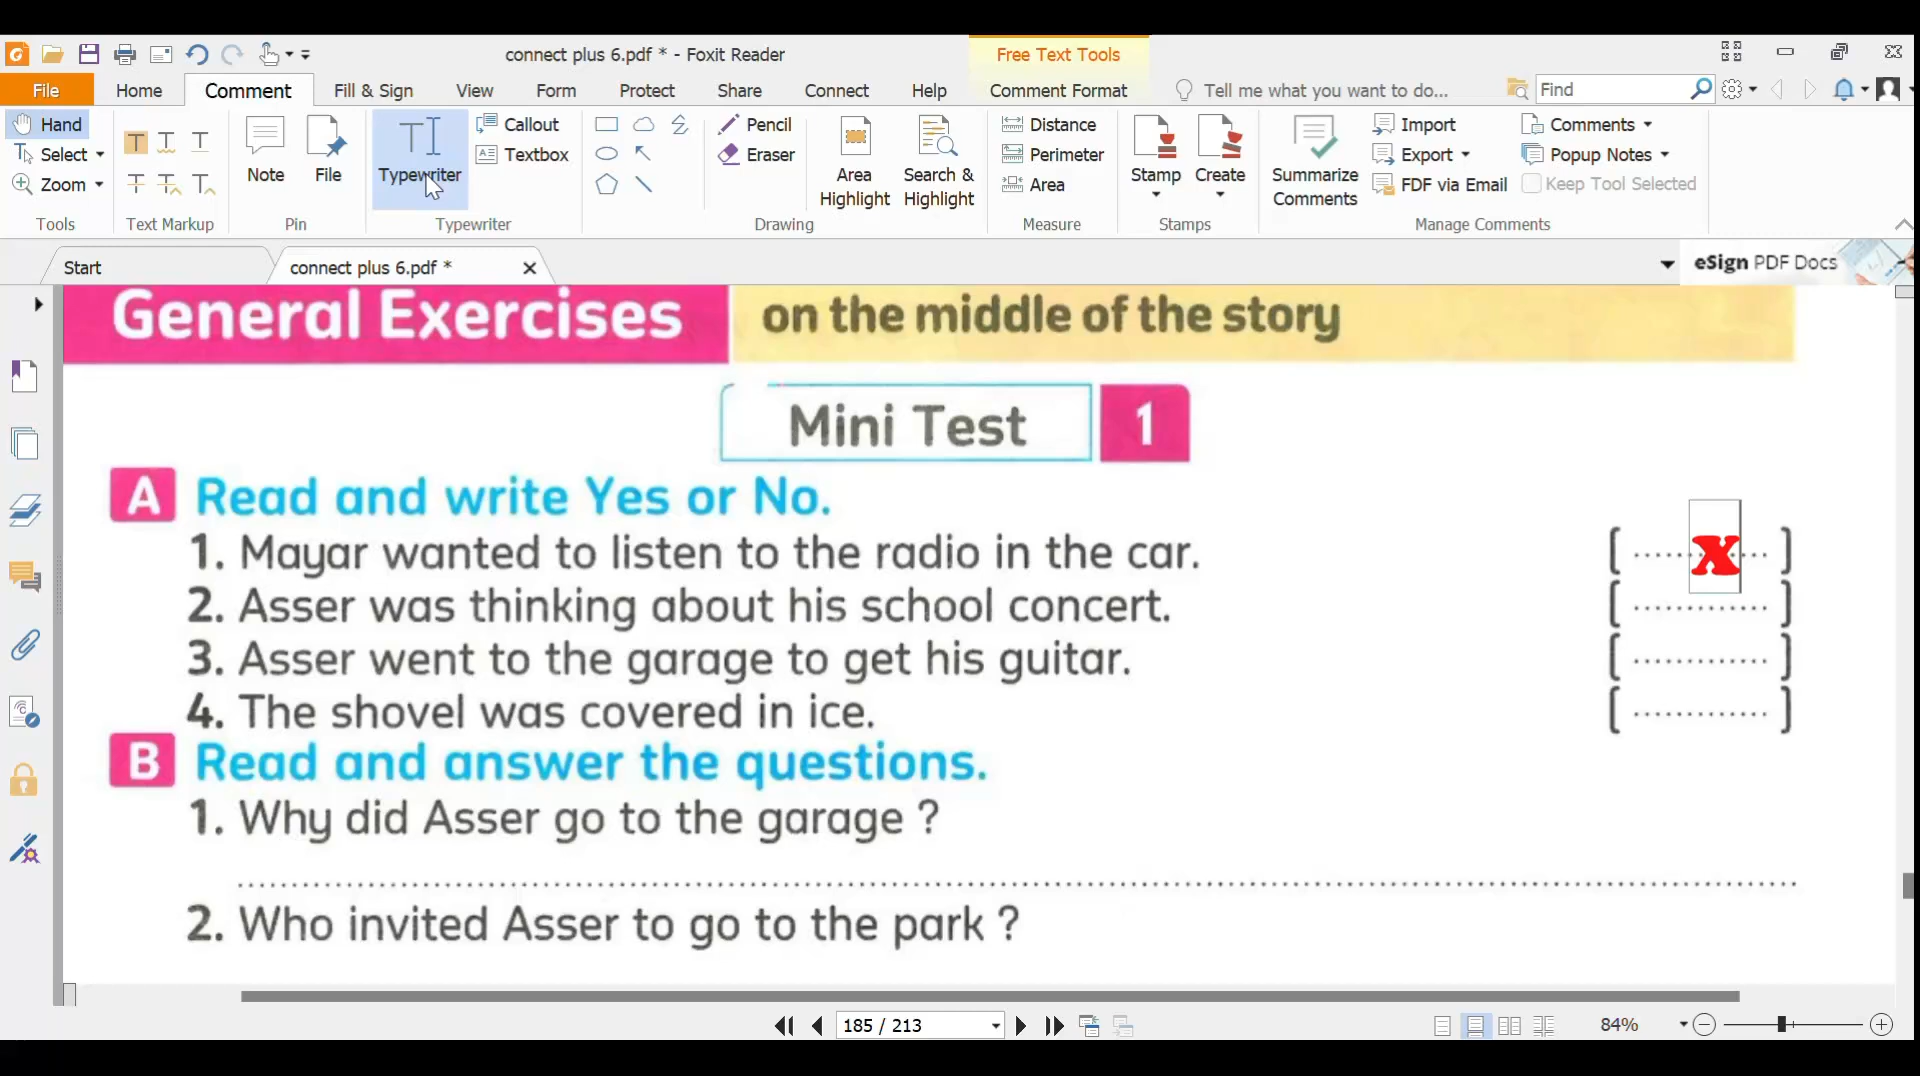 connect plus 6.pdf * - Foxit Reader
Free Text Tools
File Home Comment Fill & Sign View Form Protect Share Connect Help Comment Format Tell me what you want to do... Find
Hand
Select
Zoom
Tools
Text Markup
Note
File
Pin
Typewriter
Callout
Textbox
Typewriter
Pencil
Eraser
Area Highlight
Search & Highlight
Drawing
Distance
Perimeter
Area
Measure
Stamp
Create
Stamps
Summarize Comments
Import
Export
FDF via Email
Comments
Popup Notes
Keep Tool Selected
Manage Comments
Start
connect plus 6.pdf *
eSign PDF Docs
General Exercises on the middle of the story
Mini Test 1
A Read and write Yes or No.
1. Mayar wanted to listen to the radio in the car. [ ....x.... ]
2. Asser was thinking about his school concert. [ ............. ]
3. Asser went to the garage to get his guitar. [ ............. ]
4. The shovel was covered in ice. [ ............. ]
B Read and answer the questions.
1. Why did Asser go to the garage ?
2. Who invited Asser to go to the park ?
185 / 213
84%